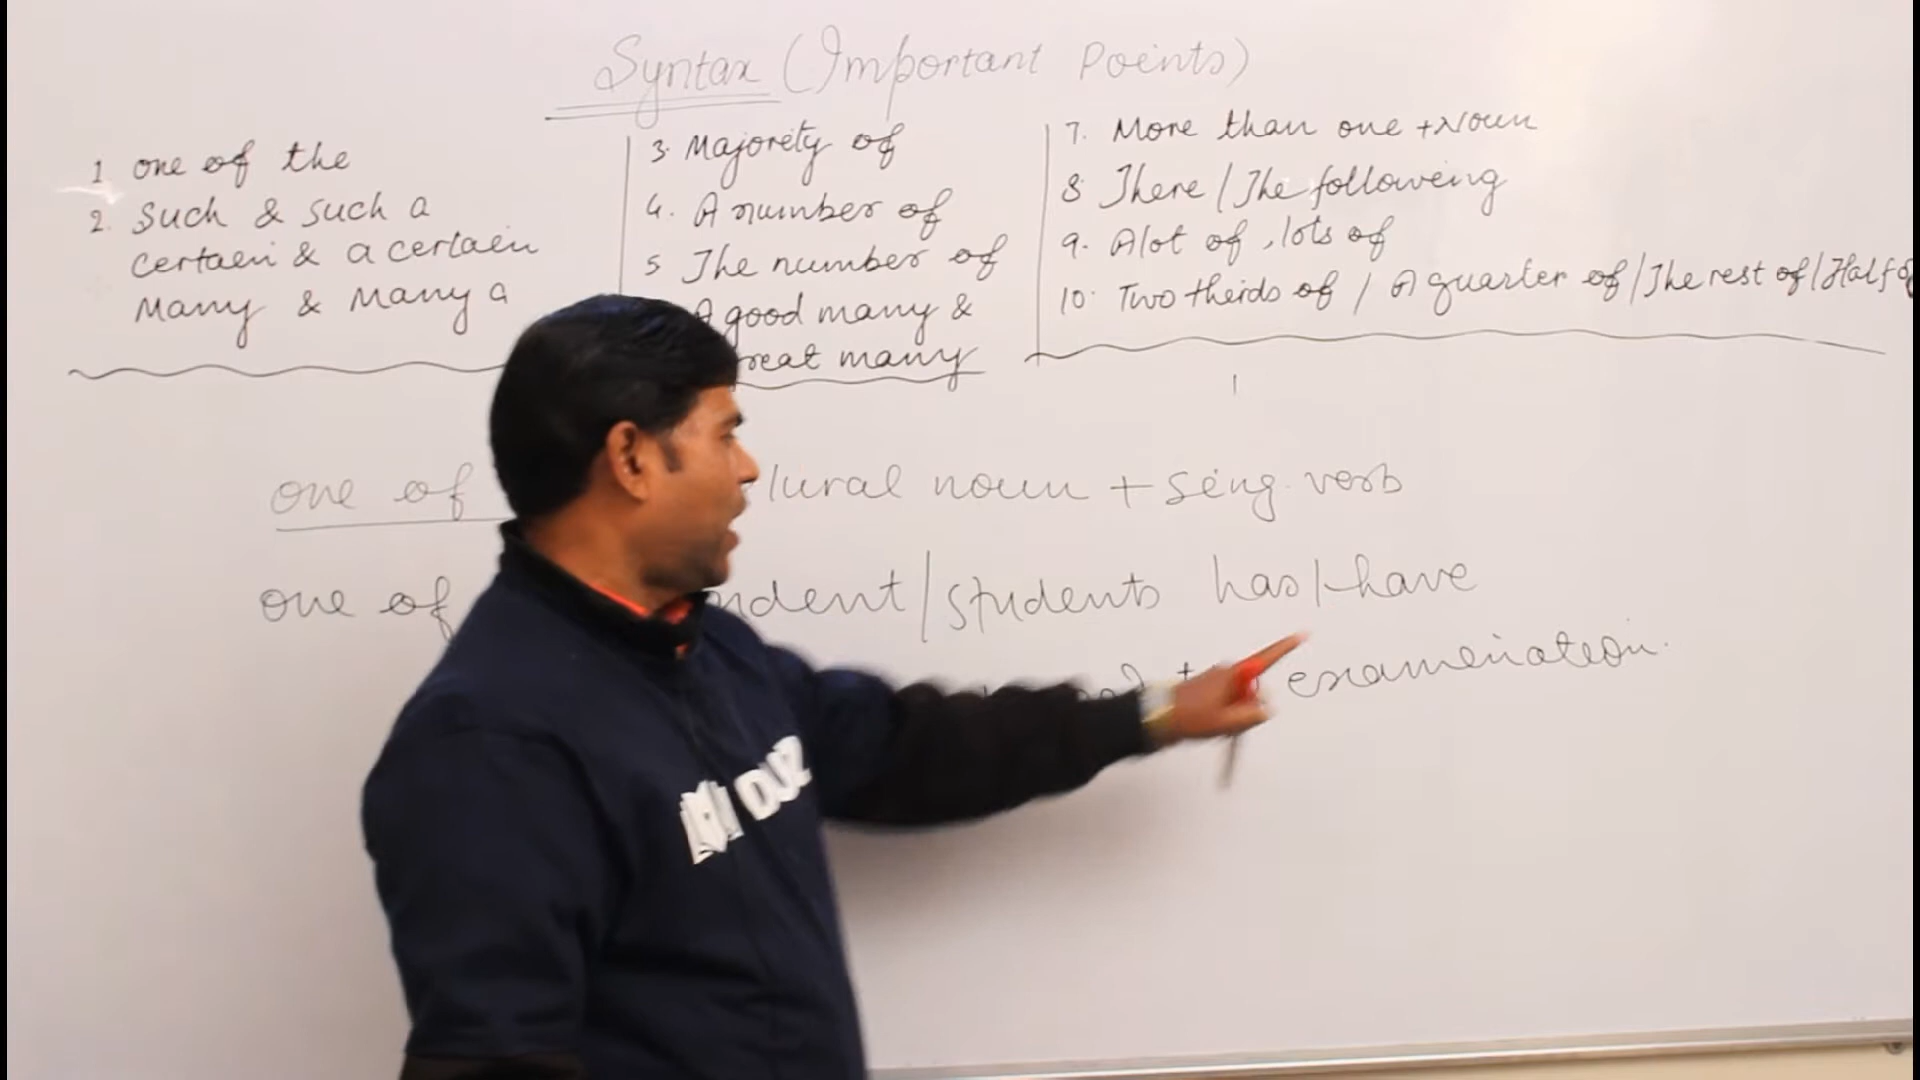 Syntax (Important Points)
1 one of the
2. Such & such a
certain & a certain
Many & Many a
3. Majority of
4. A number of
5 The number of
A good many &
reat many
7. More than one + Noun
8 There / The following
9. A lot of, lots of
10. Two thirds of / A quarter of / The rest of / Half of
one of lural noun + sing. verb
one of udent / students has / have
examination.